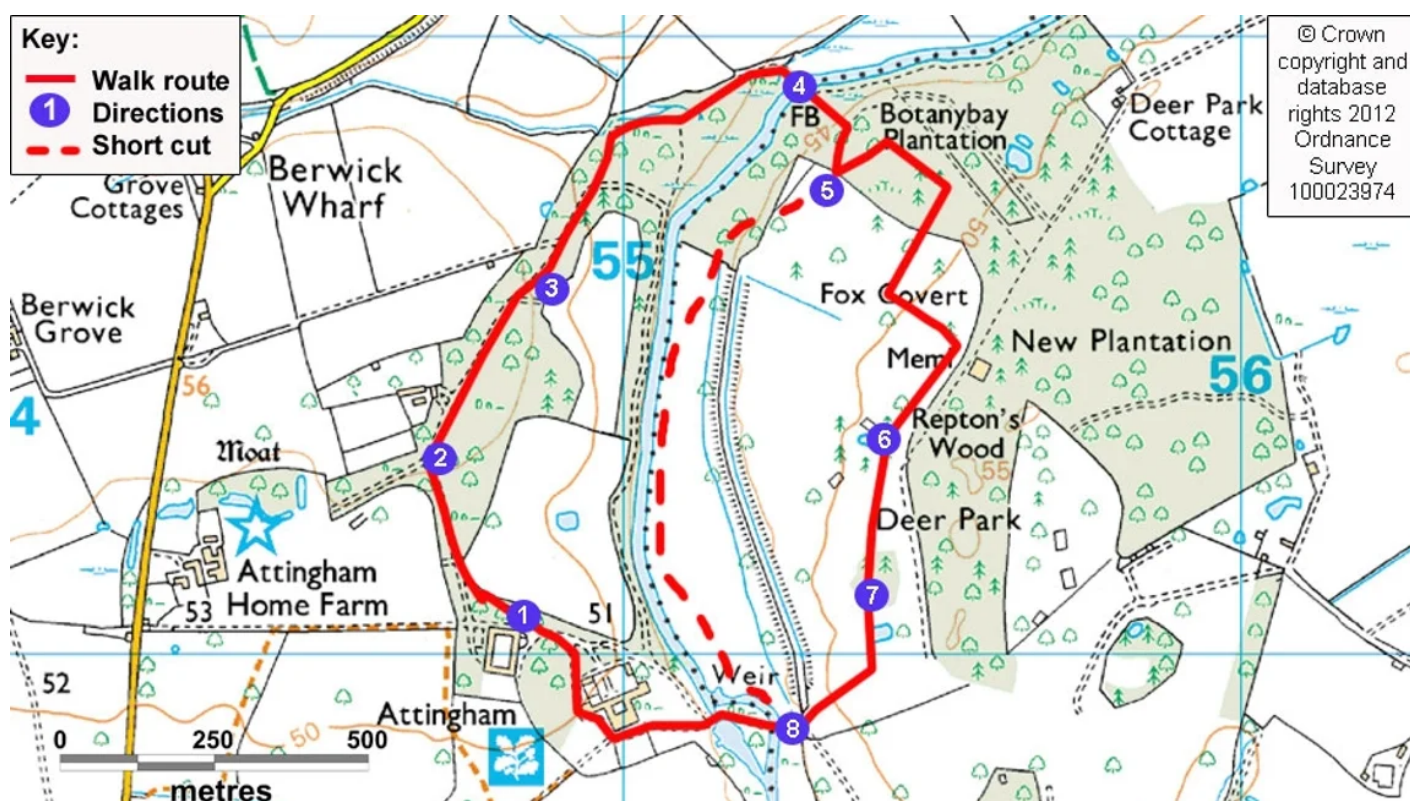 Key:
Walk route
1 Directions
Short cut
© Crown
copyright and
database
rights 2012
Ordnance
Survey
100023974
4
FB
45
Botanybay
Plantation
Deer Park
Cottage
Grove
Cottages
Berwick
Wharf
5
50
55
3
Fox Covert
Berwick
Grove
Mem
New Plantation
56
56
4
6
Repton's
Wood
55
Moat
2
Deer Park
Attingham
Home Farm
53
7
1
51
52
Weir
Attingham
50
8
0 250 500
metres